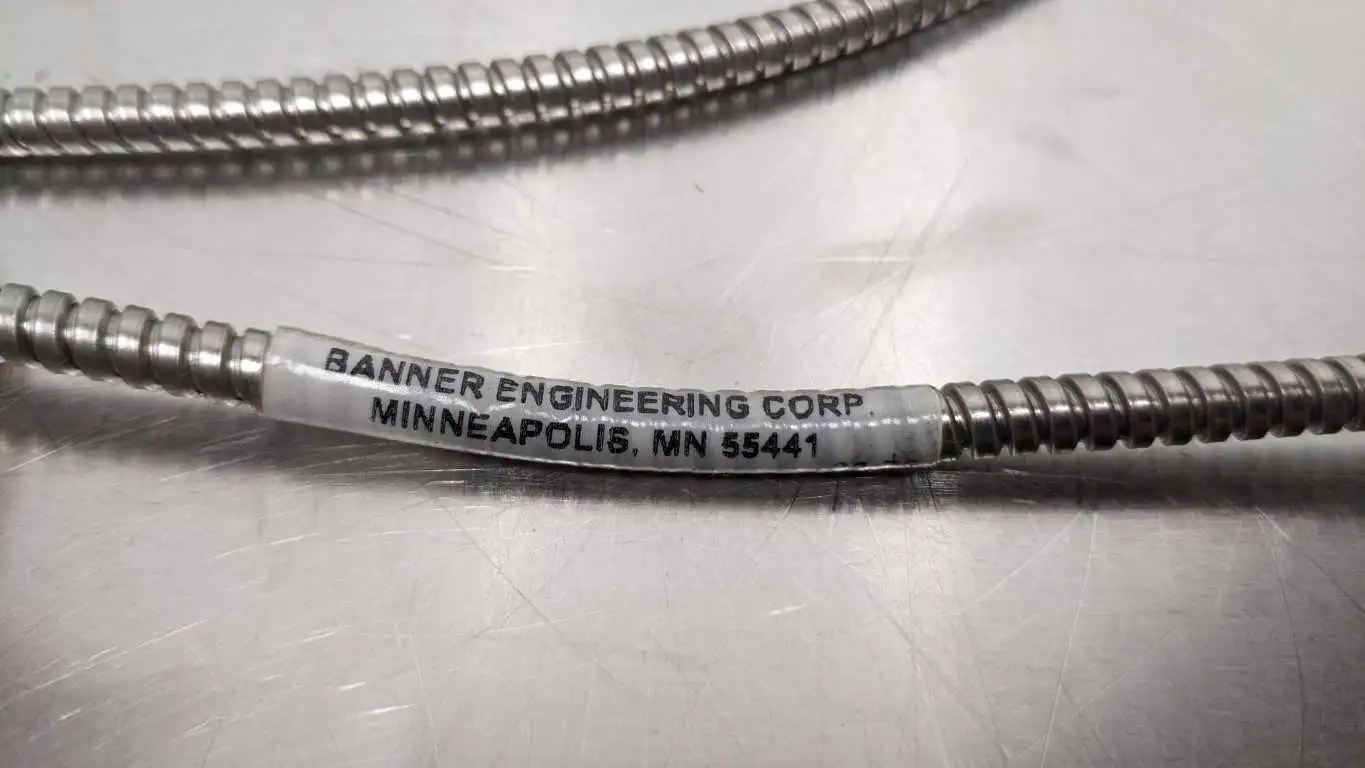 BANNER ENGINEERING CORP.
MINNEAPOLIS, MN 55441